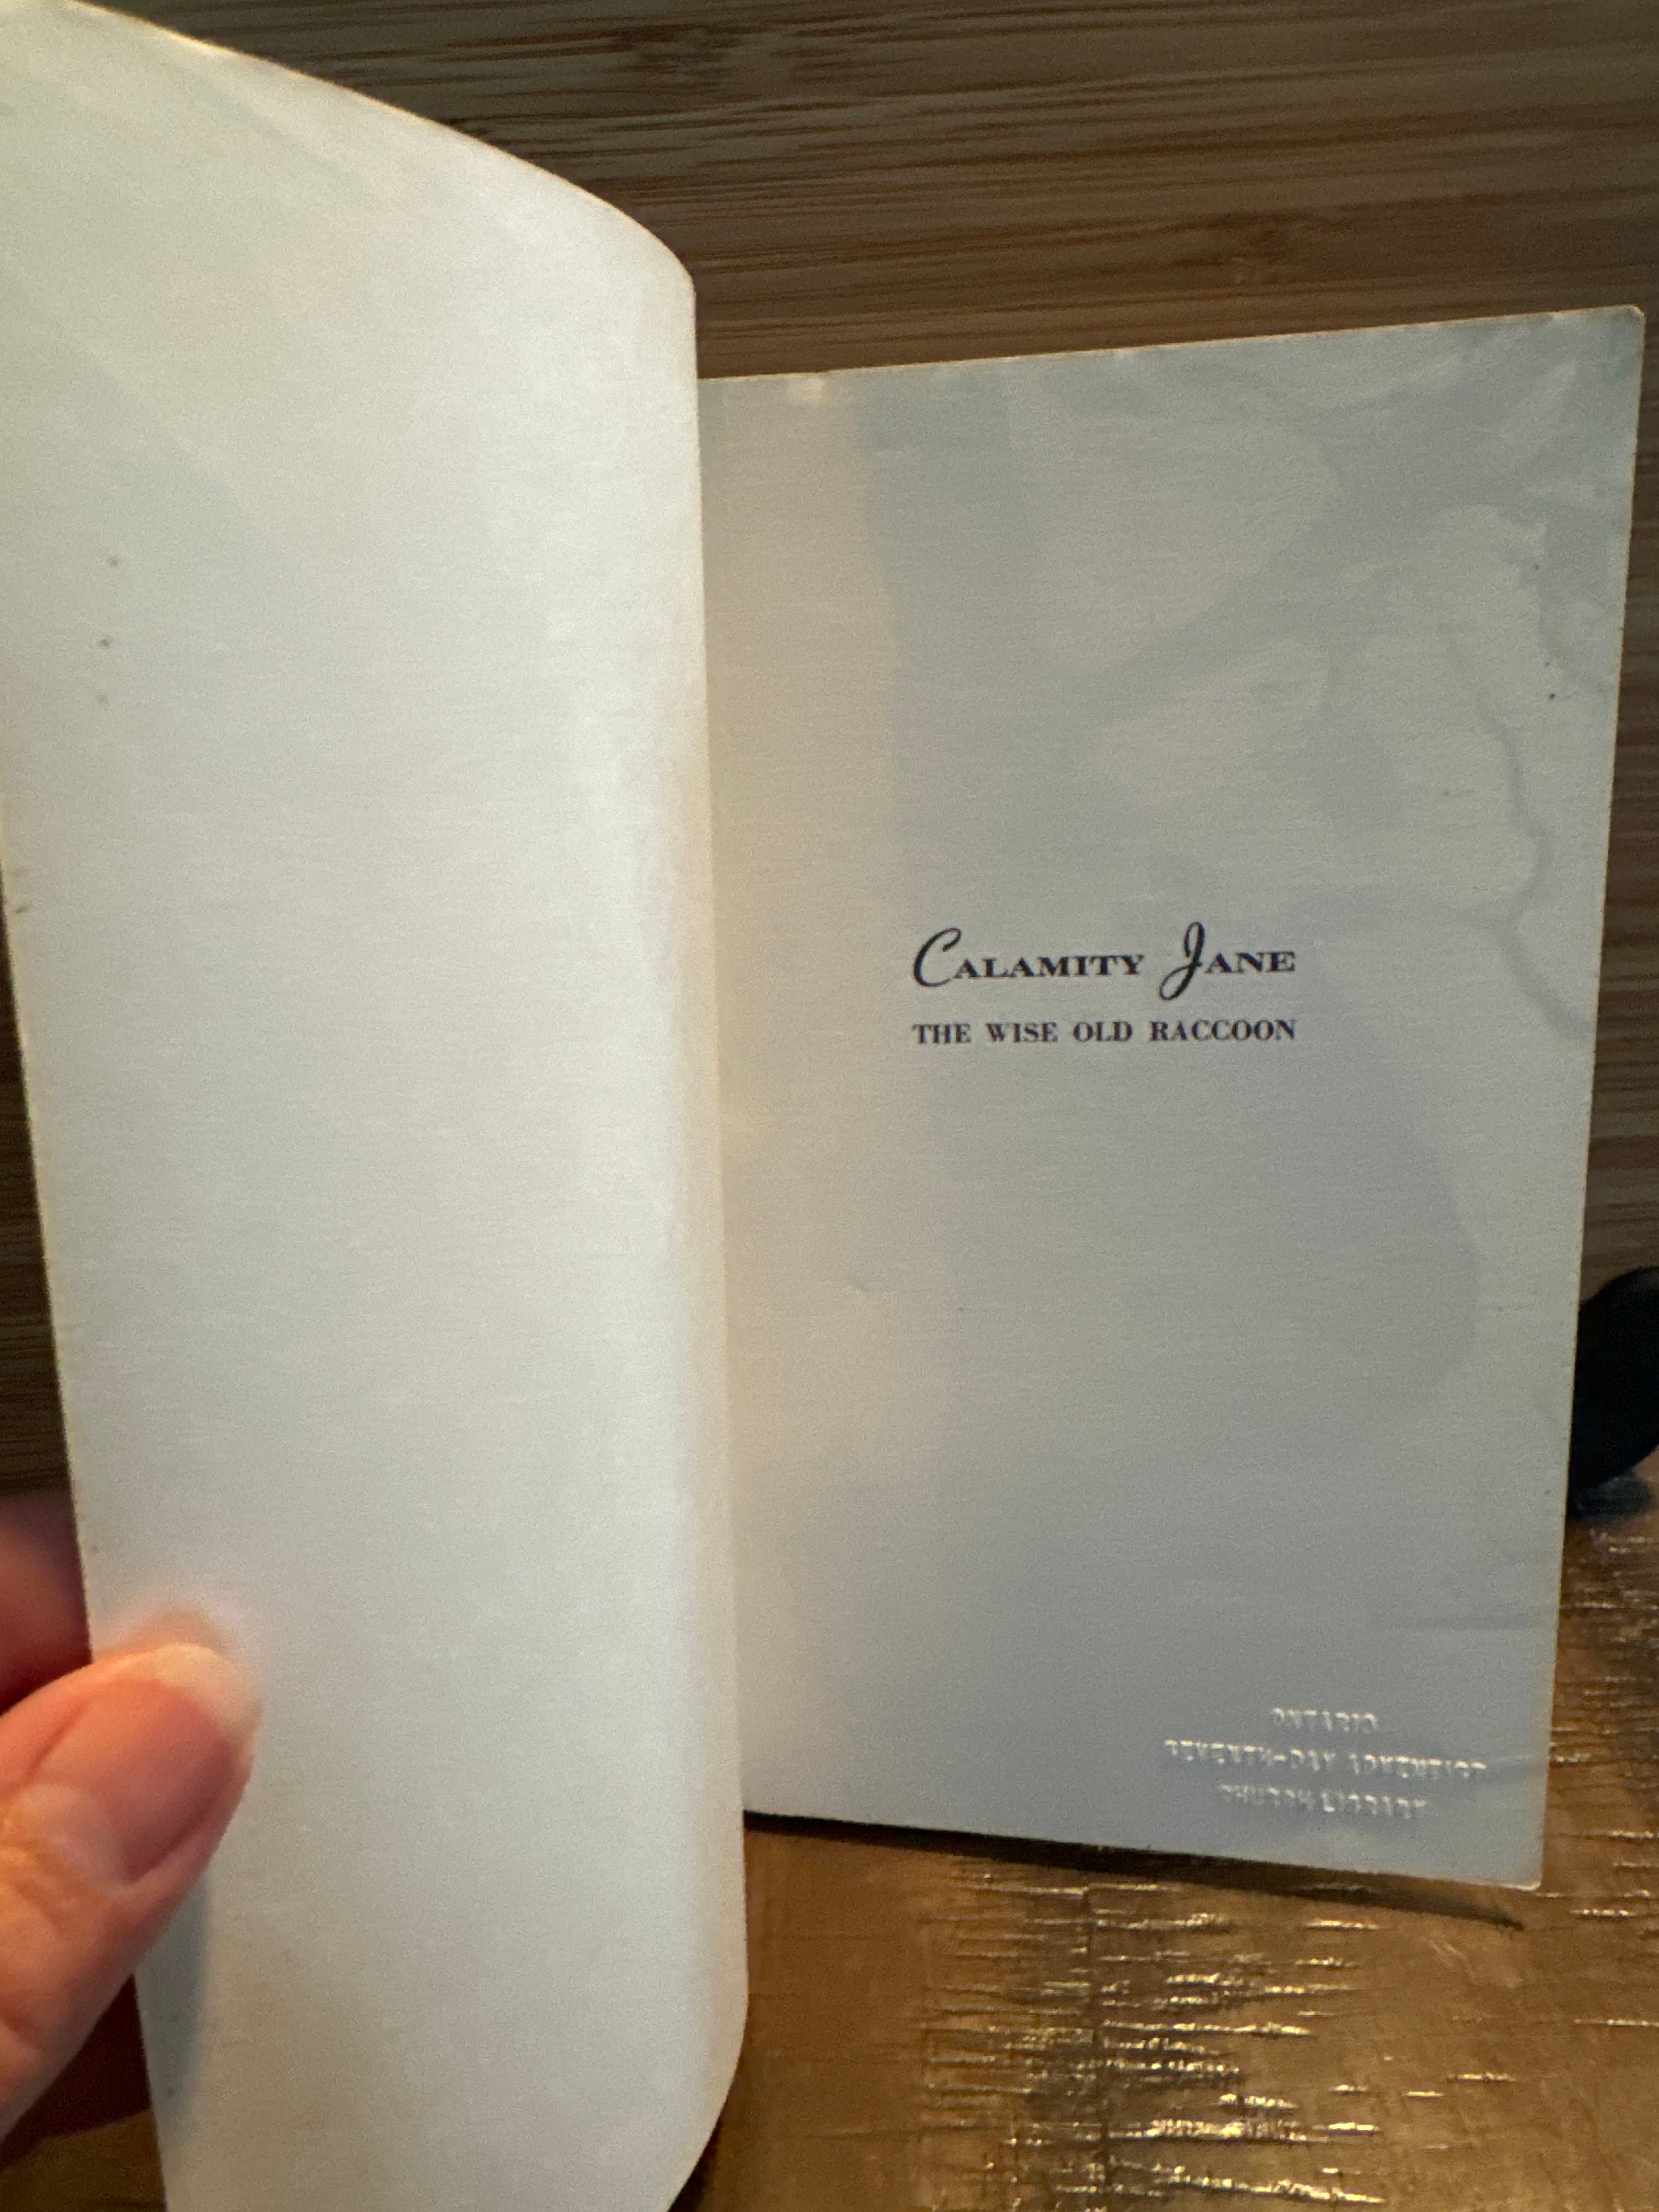 CALAMITY JANE
THE WISE OLD RACCOON
ONTARIO
SEVENTH-DAY ADVENTIST
CHURCH LIBRARY